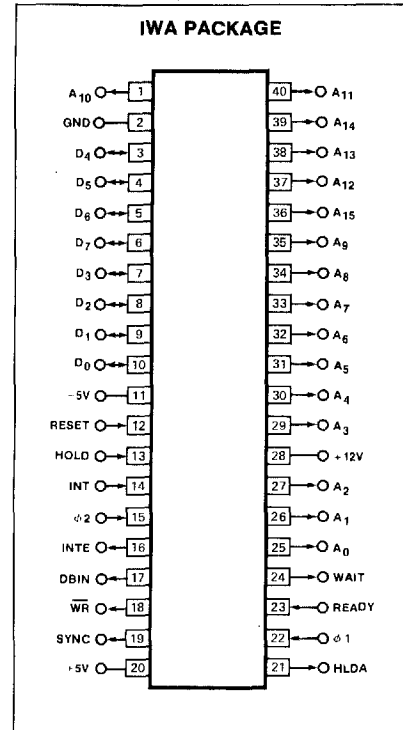 IWA PACKAGE
A10 1 40 A11
GND 2 39 A14
D4 3 38 A13
D5 4 37 A12
D6 5 36 A15
D7 6 35 A9
D3 7 34 A8
D2 8 33 A7
D1 9 32 A6
D0 10 31 A5
-5V 11 30 A4
RESET 12 29 A3
HOLD 13 28 +12V
INT 14 27 A2
φ2 15 26 A1
INTE 16 25 A0
DBIN 17 24 WAIT
W̅R̅ 18 23 READY
SYNC 19 22 φ1
+5V 20 21 HLDA